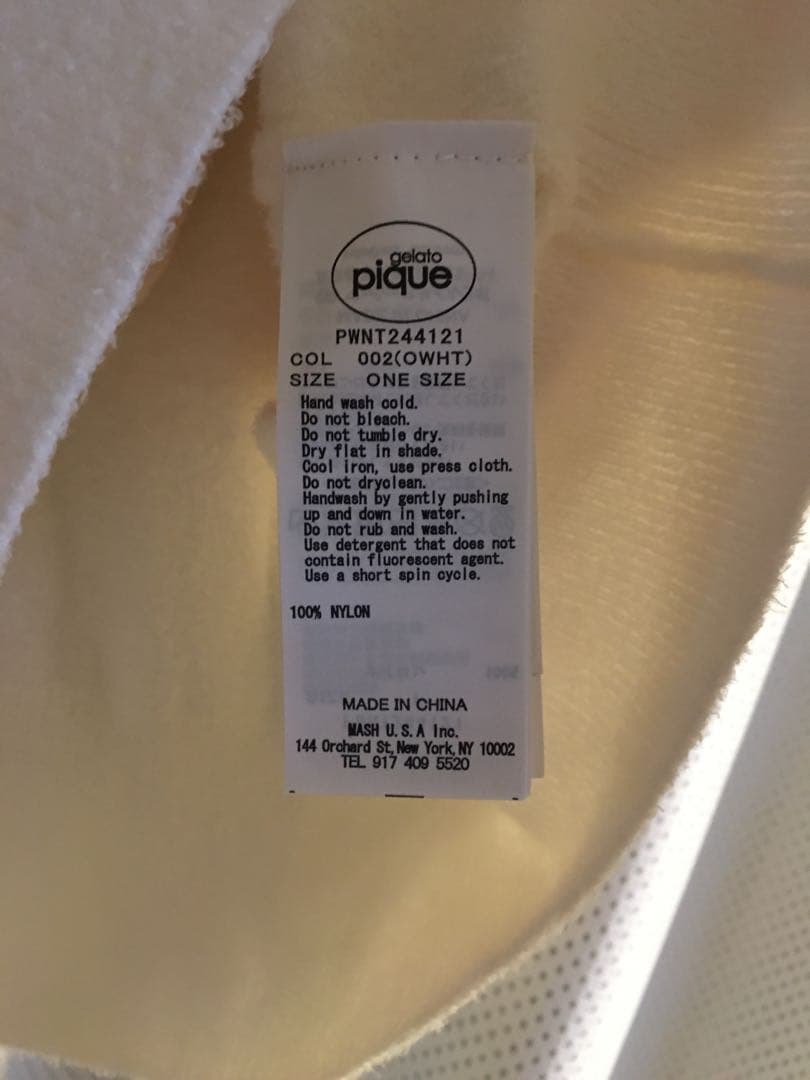 gelato
pique
PWNT244121
COL 002(OWHT)
SIZE ONE SIZE
Hand wash cold.
Do not bleach.
Do not tumble dry.
Dry flat in shade.
Cool iron, use press cloth.
Do not dryclean.
Handwash by gently pushing
up and down in water.
Do not rub and wash.
Use detergent that does not
contain fluorescent agent.
Use a short spin cycle.
100% NYLON
MADE IN CHINA
MASH U.S.A Inc.
144 Orchard St, New York, NY 10002
TEL 917 409 5520